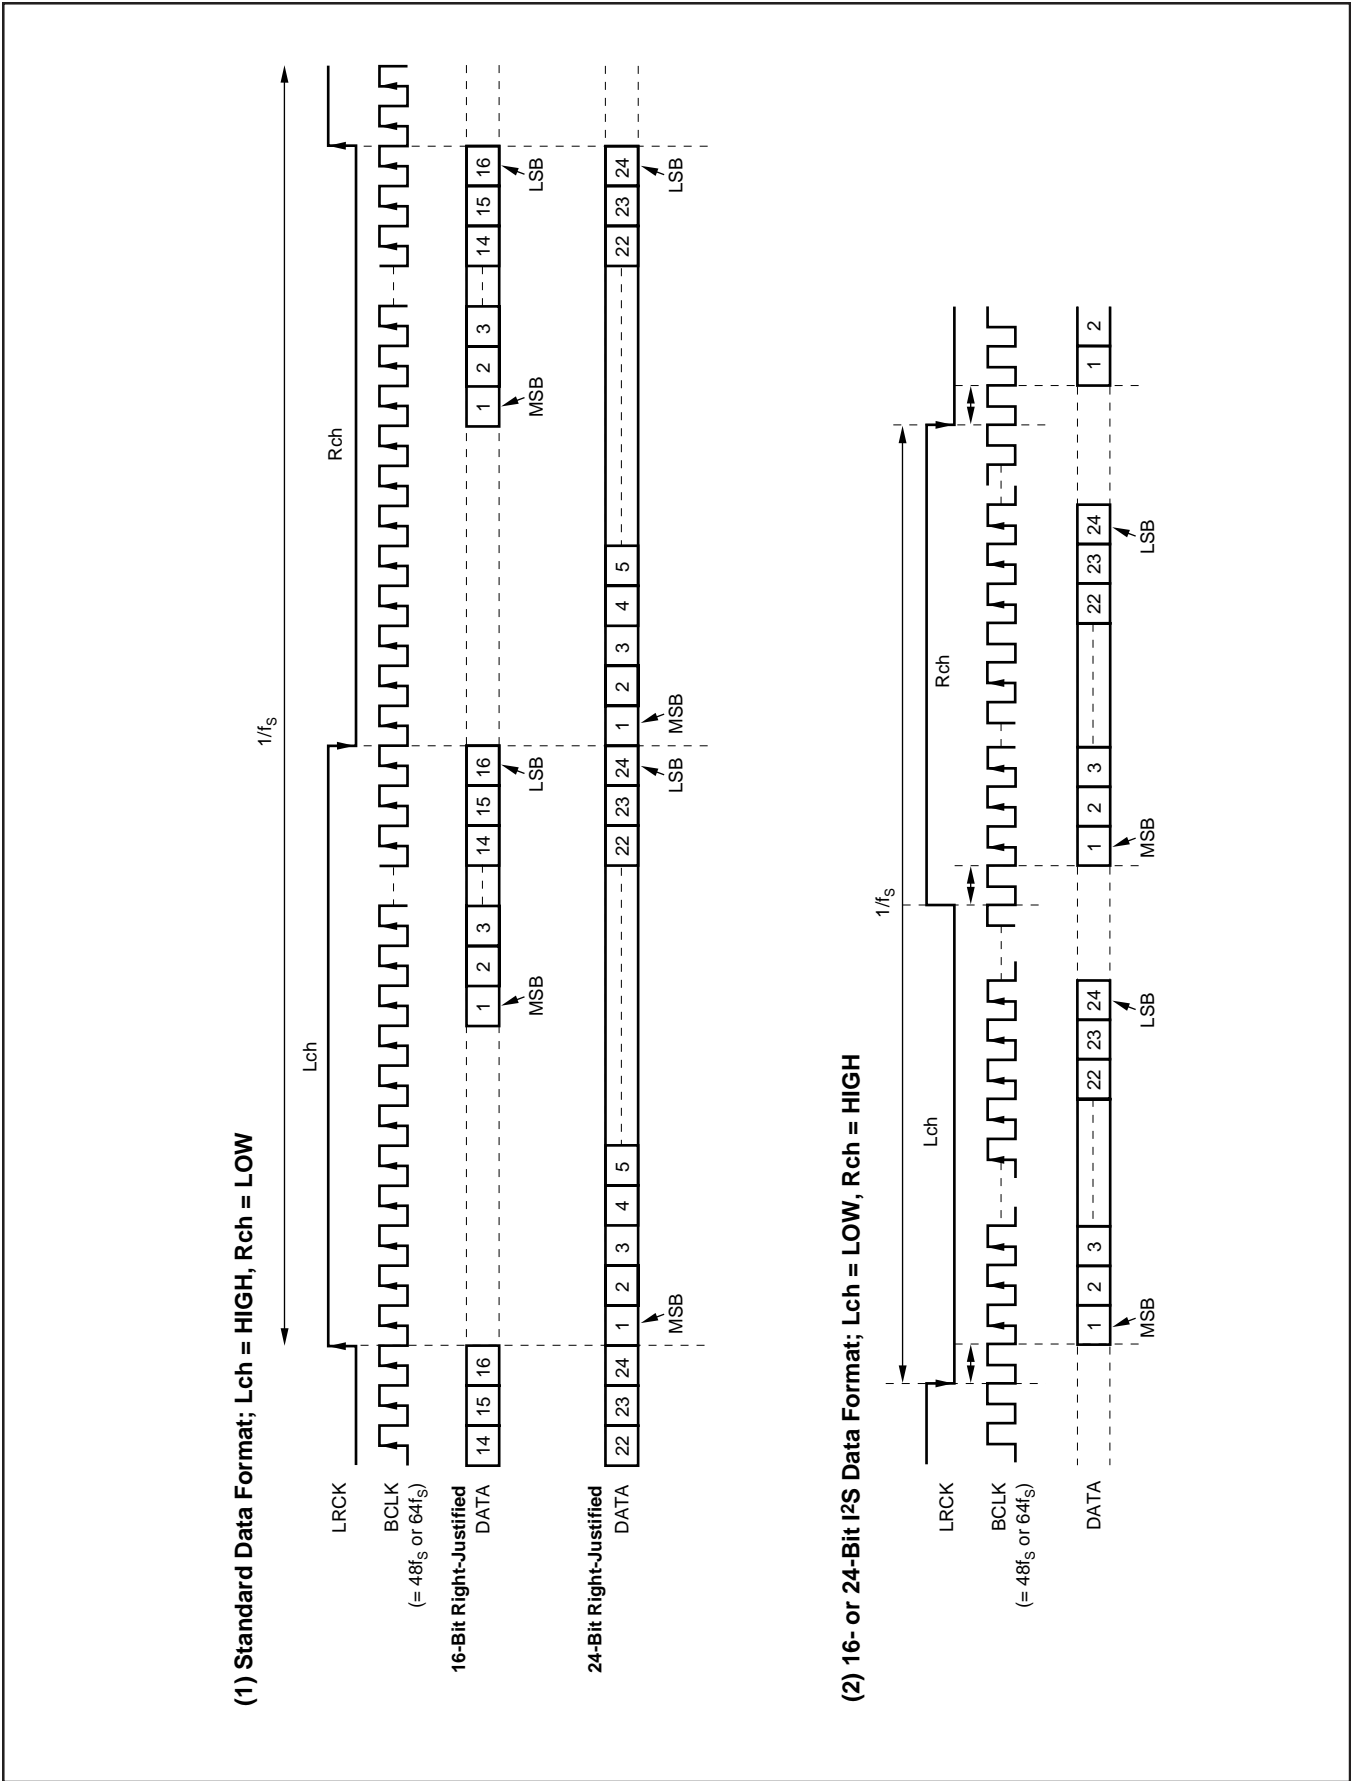 (1) Standard Data Format; Lch = HIGH, Rch = LOW
1/fS
LRCK Lch Rch
BCLK
(= 48fS or 64fS)
16-Bit Right-Justified
DATA 14 15 16 1 2 3 14 15 16 1 2 3 14 15 16
MSB LSB MSB LSB
24-Bit Right-Justified
DATA 22 23 24 1 2 3 4 5 22 23 24 1 2 3 4 5 22 23 24
MSB LSB MSB LSB
(2) 16- or 24-Bit I2S Data Format; Lch = LOW, Rch = HIGH
1/fS
LRCK Lch Rch
BCLK
(= 48fS or 64fS)
DATA 1 2 3 22 23 24 1 2 3 22 23 24 1 2
MSB LSB MSB LSB